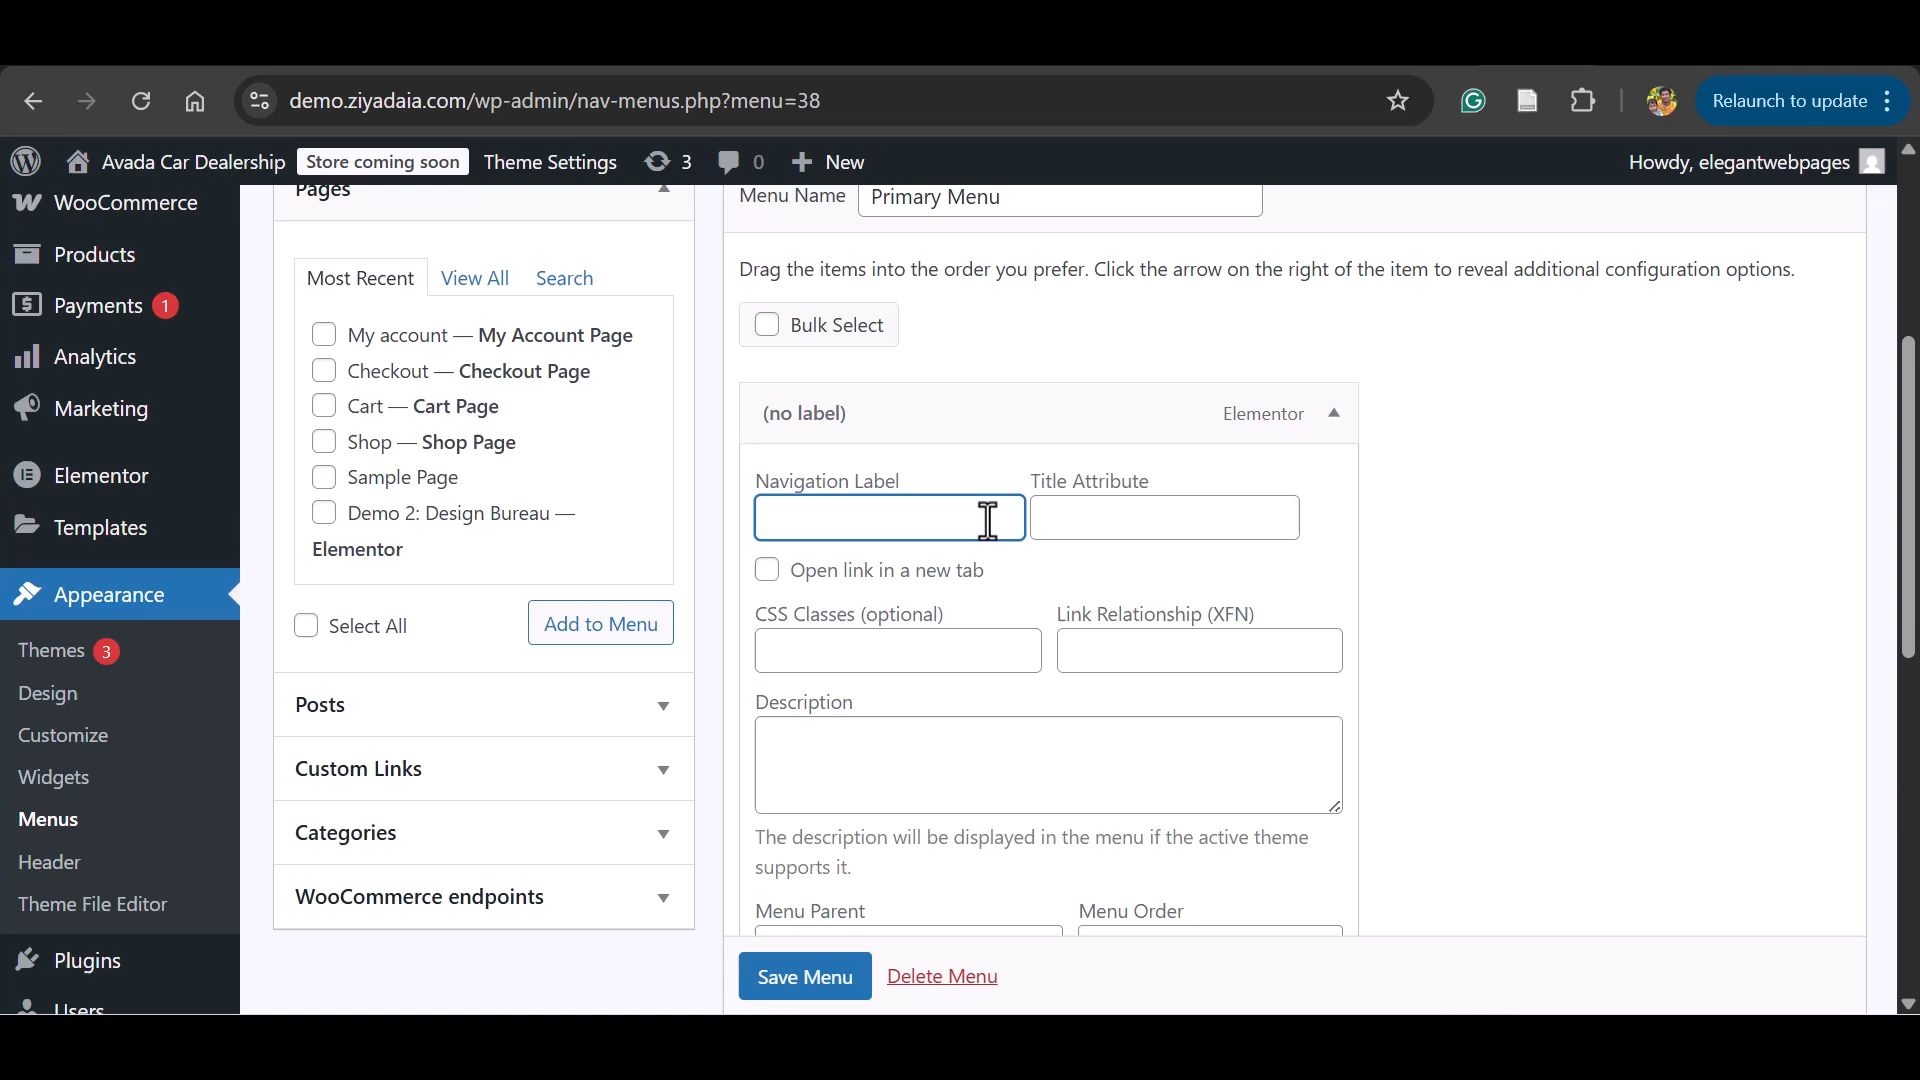 demo.ziyadaia.com/wp-admin/nav-menus.php?menu=38
Relaunch to update
Avada Car Dealership
Store coming soon
Theme Settings
3
0
New
Howdy, elegantwebpages
WooCommerce
Products
Payments 1
Analytics
Marketing
Elementor
Templates
Appearance
Themes 3
Design
Customize
Widgets
Menus
Header
Theme File Editor
Plugins
Users
Pages
Most Recent
View All
Search
My account — My Account Page
Checkout — Checkout Page
Cart — Cart Page
Shop — Shop Page
Sample Page
Demo 2: Design Bureau —
Elementor
Select All
Add to Menu
Posts
Custom Links
Categories
WooCommerce endpoints
Menu Name
Primary Menu
Drag the items into the order you prefer. Click the arrow on the right of the item to reveal additional configuration options.
Bulk Select
(no label)
Elementor
Navigation Label
Title Attribute
Open link in a new tab
CSS Classes (optional)
Link Relationship (XFN)
Description
The description will be displayed in the menu if the active theme
supports it.
Menu Parent
Menu Order
Save Menu
Delete Menu